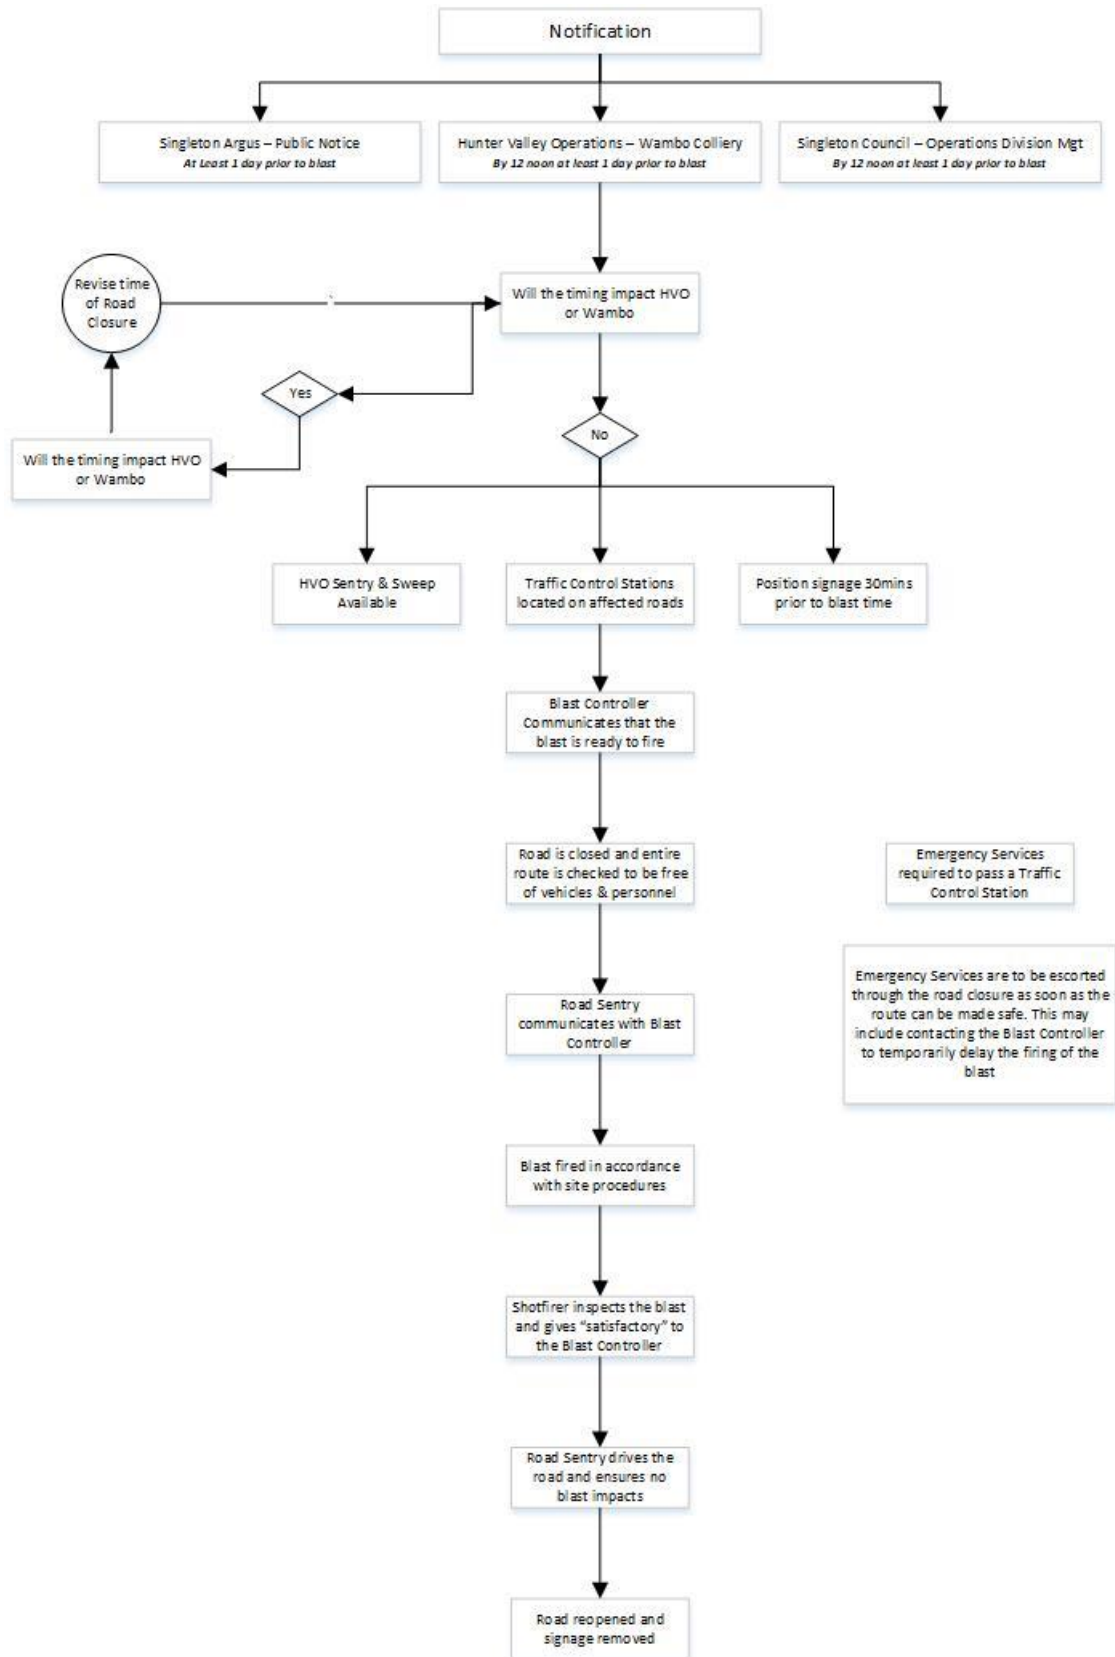 Notification
Singleton Argus – Public Notice
At Least 1 day prior to blast
Hunter Valley Operations – Wambo Colliery
By 12 noon at least 1 day prior to blast
Singleton Council – Operations Division Mgt
By 12 noon at least 1 day prior to blast
Revise time
of Road
Closure
Will the timing impact HVO
or Wambo
Yes
No
Will the timing impact HVO
or Wambo
HVO Sentry & Sweep
Available
Traffic Control Stations
located on affected roads
Position signage 30mins
prior to blast time
Blast Controller
Communicates that the
blast is ready to fire
Road is closed and entire
route is checked to be free
of vehicles & personnel
Emergency Services
required to pass a Traffic
Control Station
Emergency Services are to be escorted
through the road closure as soon as the
route can be made safe. This may
include contacting the Blast Controller
to temporarily delay the firing of the
blast
Road Sentry
communicates with Blast
Controller
Blast fired in accordance
with site procedures
Shotfirer inspects the blast
and gives “satisfactory” to
the Blast Controller
Road Sentry drives the
road and ensures no
blast impacts
Road reopened and
signage removed